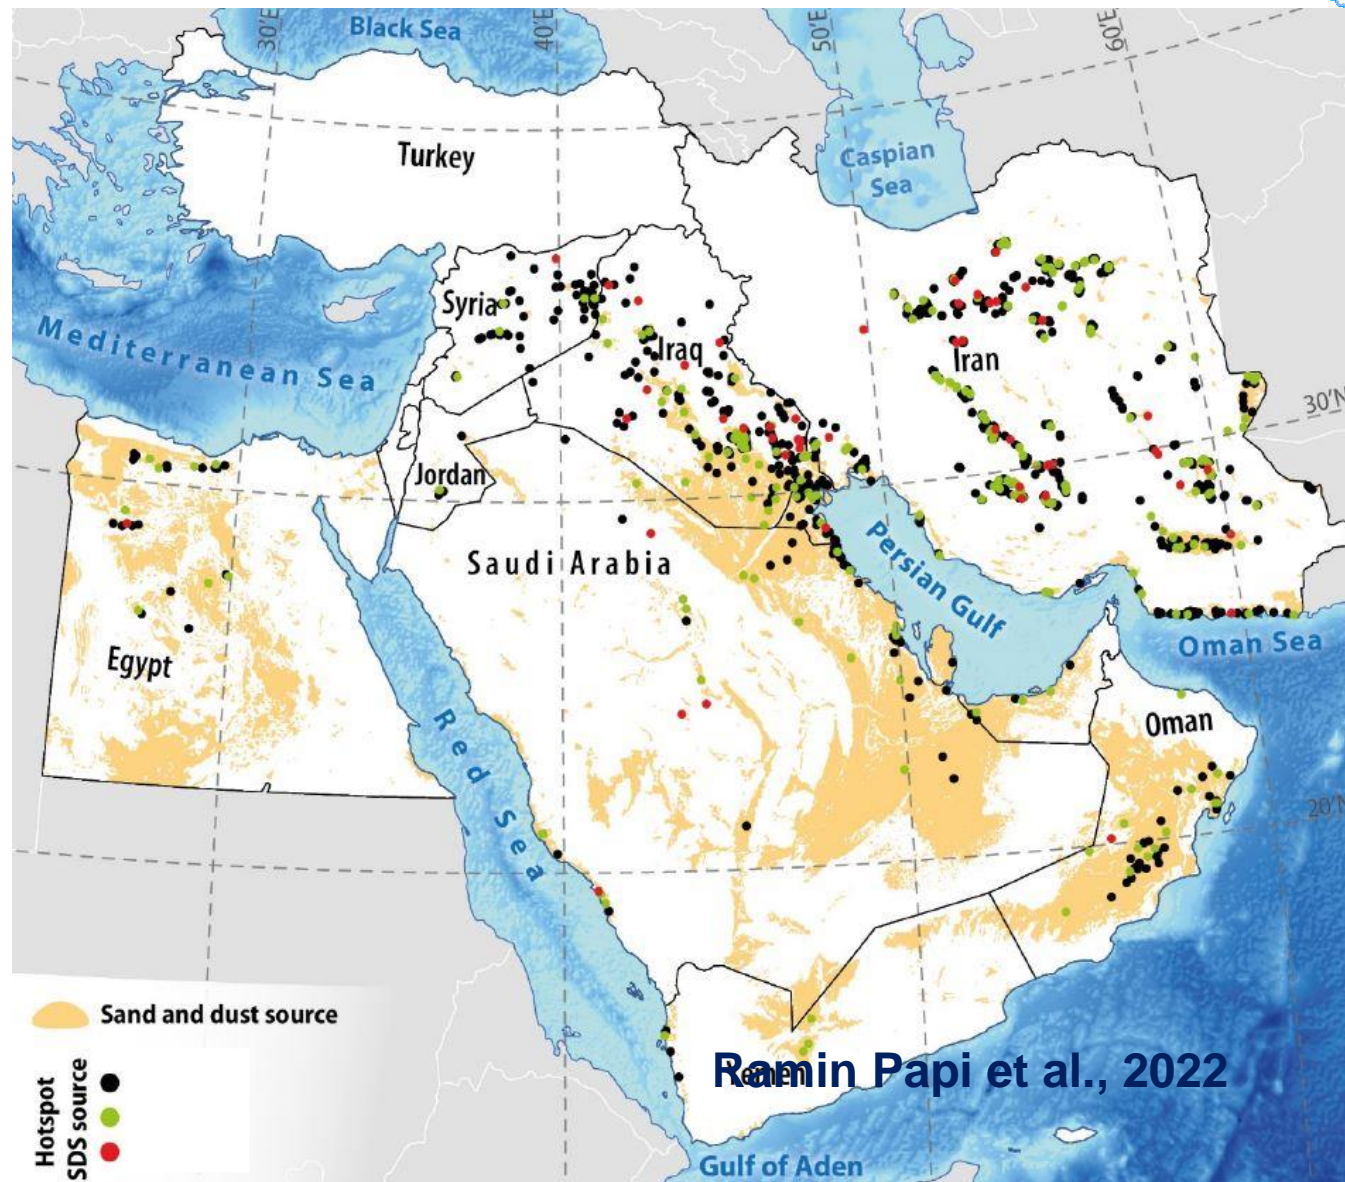 30'E
Black Sea
40'E
50'E
60'E
Turkey
Caspian
Sea
Syria
Mediterranean Sea
Iraq
Iran
30'N
Jordan
Saudi Arabia
Persian Gulf
Egypt
Oman Sea
Red Sea
Oman
20'N
Sand and dust source
Yemen
Ramin Papi et al., 2022
Hotspot
SDS source
Gulf of Aden